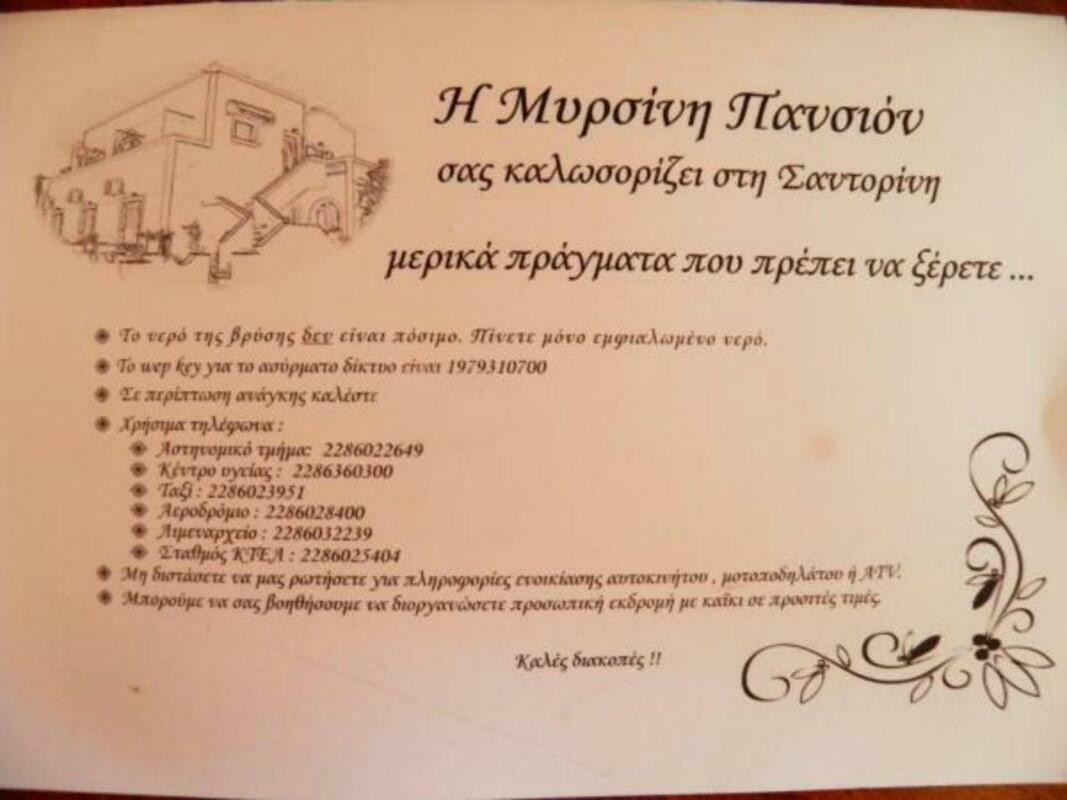 Η Μυρσίνη Πανσιόν
σας καλωσορίζει στη Σαντορίνη
μερικά πράγματα που πρέπει να ξέρετε ...
Το νερό της βρύσης δεν είναι πόσιμο. Πίνετε μόνο εμφιαλωμένο νερό.
Το wep key για το ασύρματο δίκτυο είναι 1979310700
Σε περίπτωση ανάγκης καλέστε
Χρήσιμα τηλέφωνα :
Αστηνομικό τμήμα: 2286022649
Κέντρο υγείας : 2286360300
Ταξί : 2286023951
Αεροδρόμιο : 2286028400
Λιμεναρχείο : 2286032239
Σταθμός ΚΤΕΛ : 2286025404
Μη διστάσετε να μας ρωτήσετε για πληροφορίες ενοικίασης αυτοκινήτου , μοτοποδηλάτου ή ATV.
Μπορούμε να σας βοηθήσουμε να διοργανώσετε προσωπική εκδρομή με καΐκι σε προσιτές τιμές.
Καλές διακοπές !!